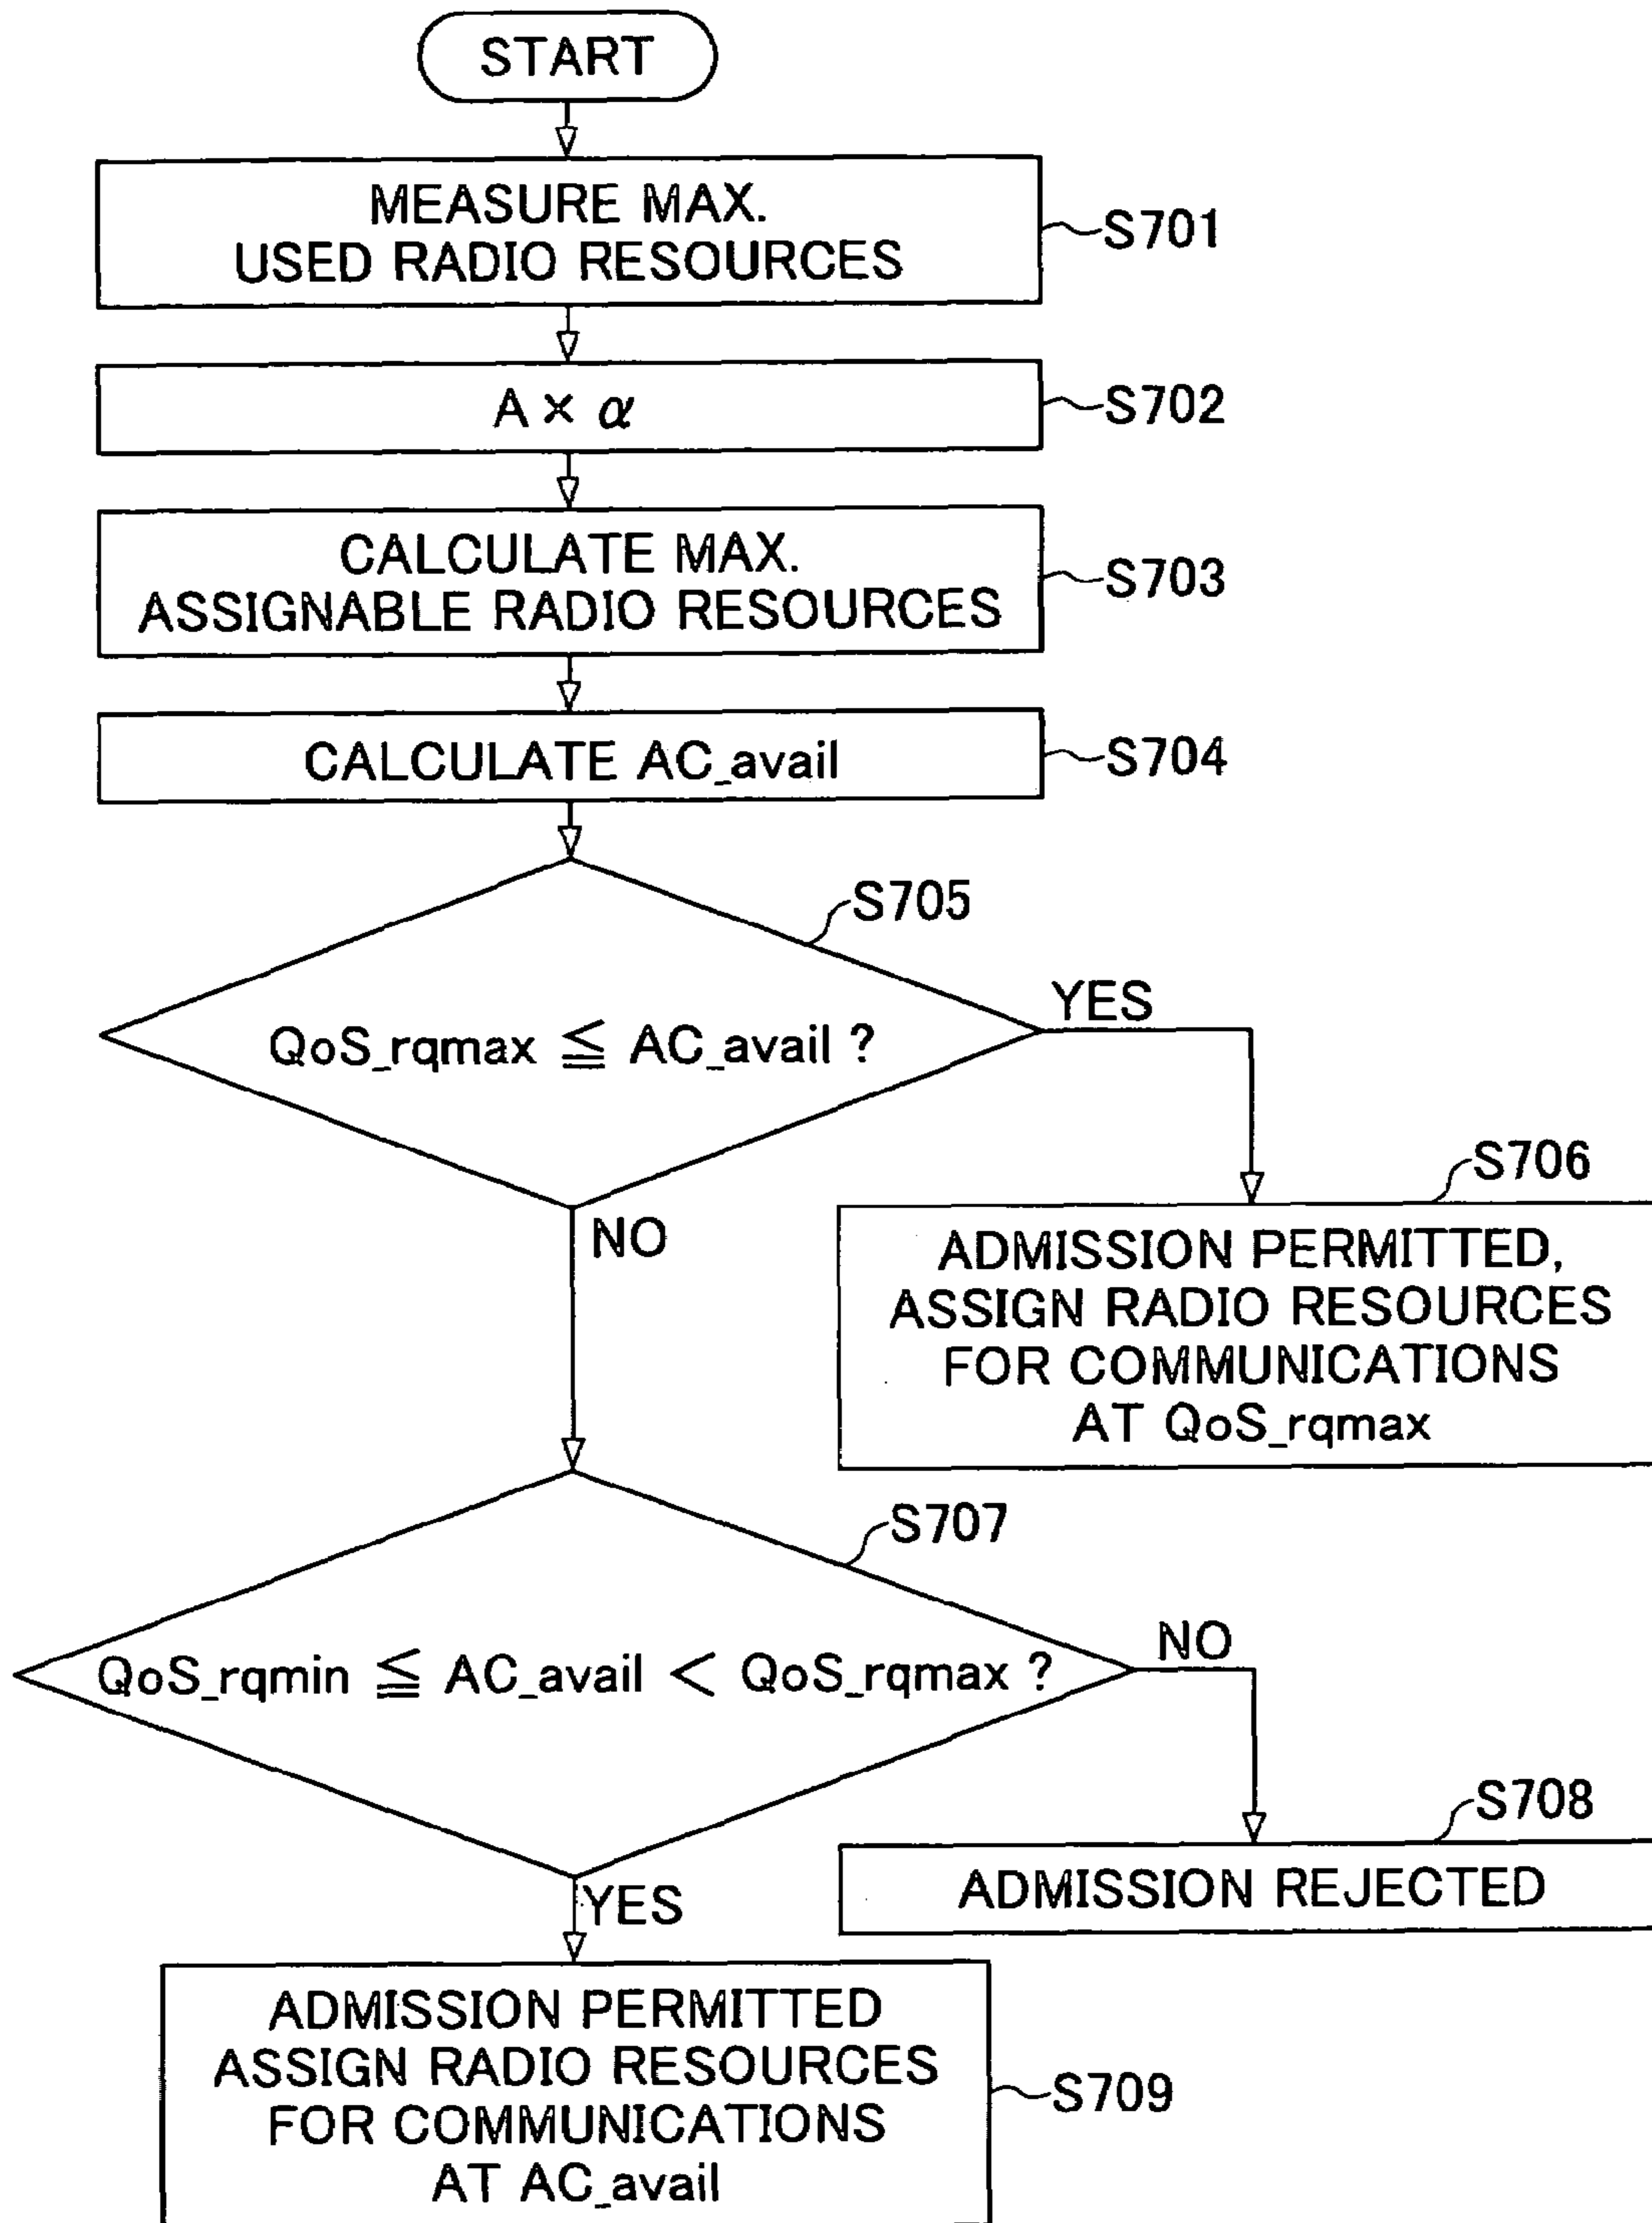 START
MEASURE MAX.
USED RADIO RESOURCES
S701
A × α
S702
CALCULATE MAX.
ASSIGNABLE RADIO RESOURCES
S703
CALCULATE AC_avail
S704
S705
QoS_rqmax ≦ AC_avail ?
YES
NO
S706
ADMISSION PERMITTED,
ASSIGN RADIO RESOURCES
FOR COMMUNICATIONS
AT QoS_rqmax
S707
QoS_rqmin ≦ AC_avail < QoS_rqmax ?
NO
YES
S708
ADMISSION REJECTED
ADMISSION PERMITTED
ASSIGN RADIO RESOURCES
FOR COMMUNICATIONS
AT AC_avail
S709